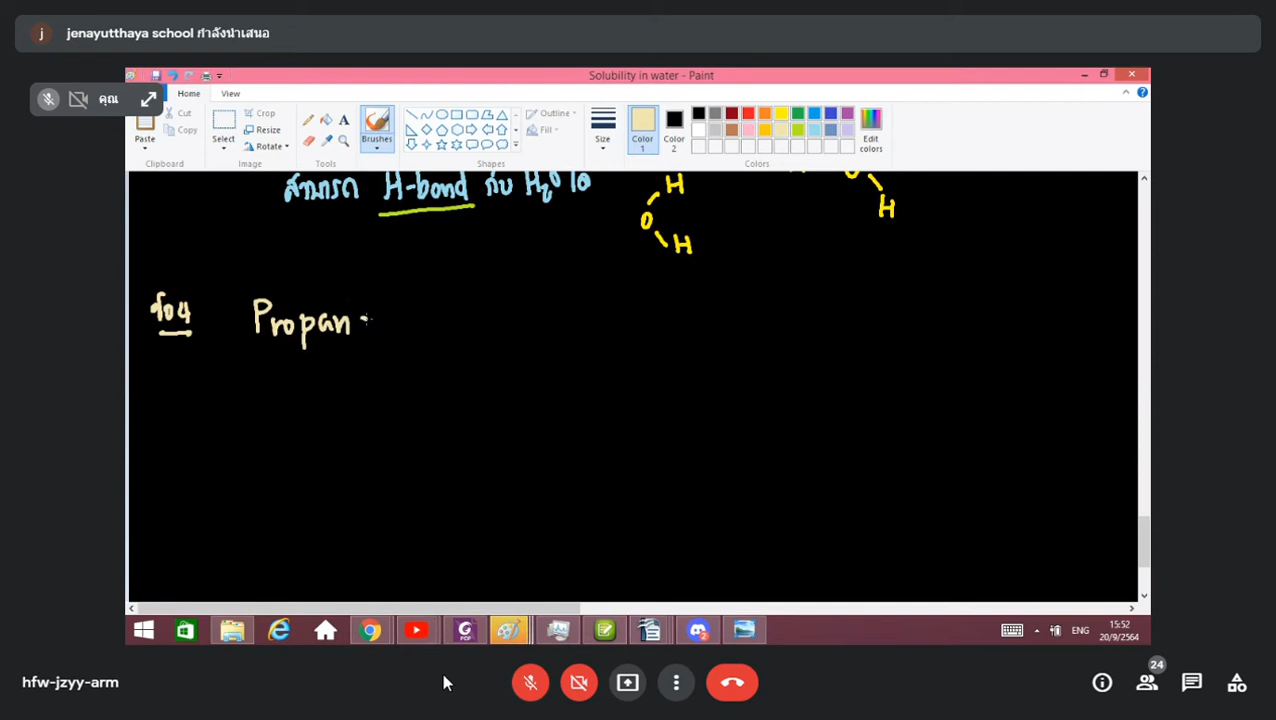 j jenayutthaya school กำลังนำเสนอ
Solubility in water - Paint
คุณ
Home View
Cut
Copy
Paste
Clipboard
Select
Crop
Resize
Rotate
Image
A
Tools
Brushes
Outline
Fill
Shapes
Size
Color 1
Color 2
Edit colors
Colors
สามารถ H-bond กับ H₂O ได้
H
O
H
O
H
ข้อ 4 Propan -
PDF
2
ENG
15:52
20/9/2564
hfw-jzyy-arm
24